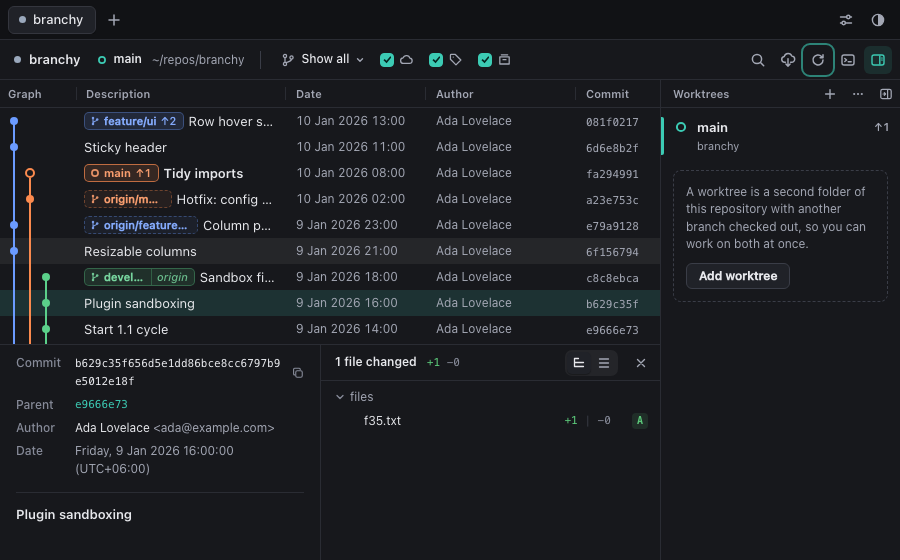 branchy
branchy main ~/repos/branchy Show all
Graph Description Date Author Commit
feature/ui ↑2 Row hover s... 10 Jan 2026 13:00 Ada Lovelace 081f0217
Sticky header 10 Jan 2026 11:00 Ada Lovelace 6d6e8b2f
main ↑1 Tidy imports 10 Jan 2026 08:00 Ada Lovelace fa294991
origin/m... Hotfix: config ... 10 Jan 2026 02:00 Ada Lovelace a23e753c
origin/feature... Column p... 9 Jan 2026 23:00 Ada Lovelace e79a9128
Resizable columns 9 Jan 2026 21:00 Ada Lovelace 6f156794
devel... origin Sandbox fi... 9 Jan 2026 18:00 Ada Lovelace c8c8ebca
Plugin sandboxing 9 Jan 2026 16:00 Ada Lovelace b629c35f
Start 1.1 cycle 9 Jan 2026 14:00 Ada Lovelace e9666e73
Worktrees
main ↑1
branchy
A worktree is a second folder of
this repository with another
branch checked out, so you can
work on both at once.
Add worktree
Commit b629c35f656d5e1dd86bce8cc6797b9
e5012e18f
Parent e9666e73
Author Ada Lovelace <ada@example.com>
Date Friday, 9 Jan 2026 16:00:00
(UTC+06:00)
Plugin sandboxing
1 file changed +1 −0
files
f35.txt +1 −0 A